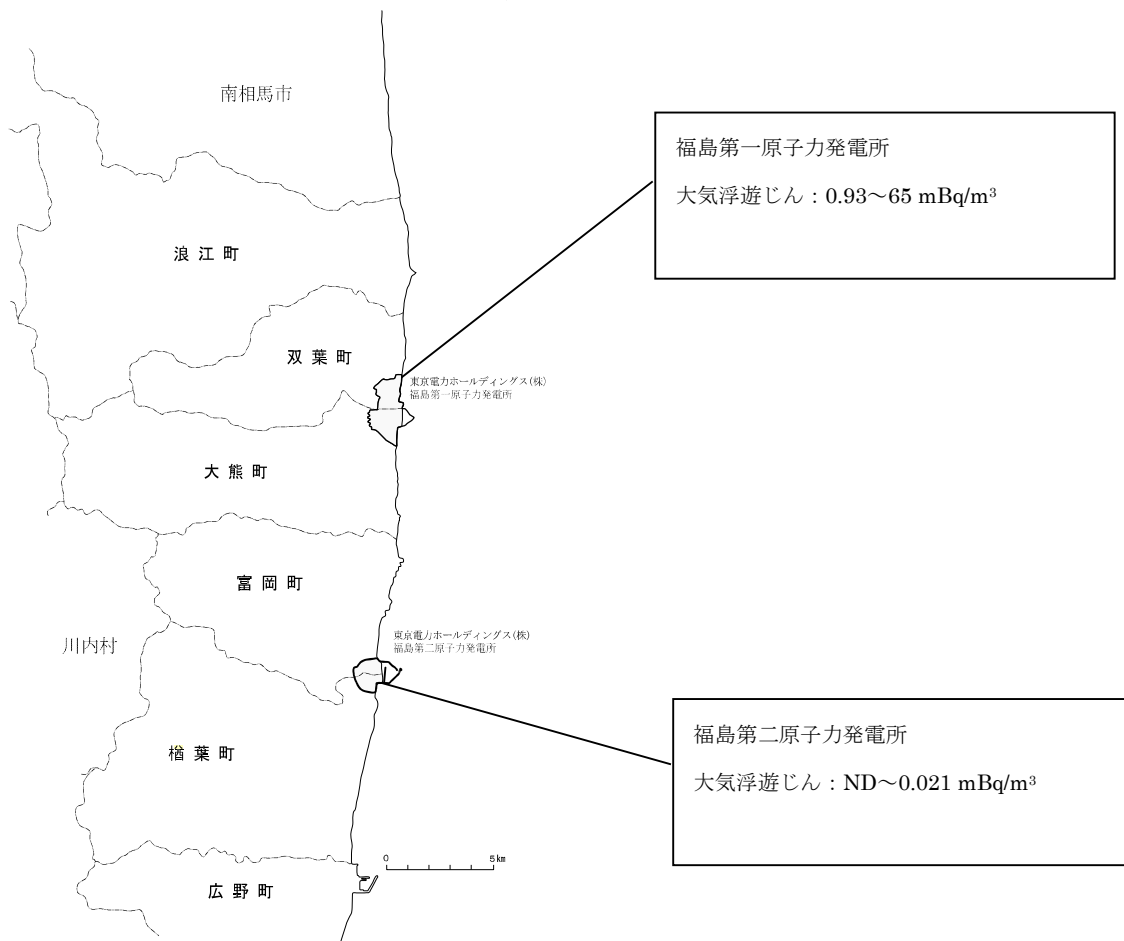 南相馬市
福島第一原子力発電所
大気浮遊じん：0.93～65 mBq/m³
浪江町
双葉町
東京電力ホールディングス(株)
福島第一原子力発電所
大熊町
富岡町
東京電力ホールディングス(株)
福島第二原子力発電所
川内村
福島第二原子力発電所
大気浮遊じん：ND～0.021 mBq/m³
楢葉町
0 5km
広野町